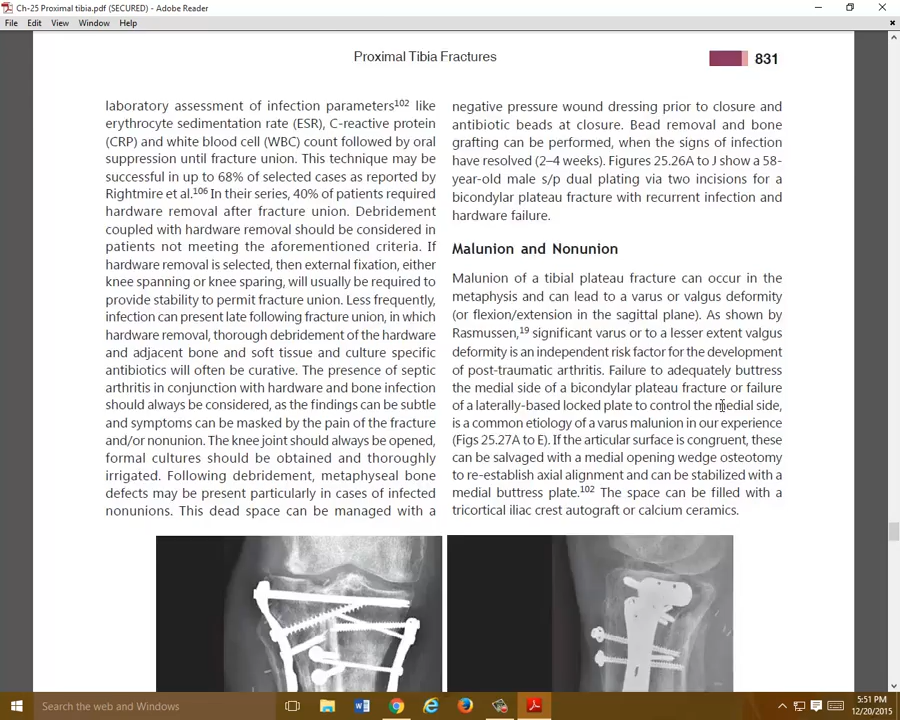 Ch-25 Proximal tibia.pdf (SECURED) - Adobe Reader
File Edit View Window Help
Proximal Tibia Fractures 831
laboratory assessment of infection parameters102 like
erythrocyte sedimentation rate (ESR), C-reactive protein
(CRP) and white blood cell (WBC) count followed by oral
suppression until fracture union. This technique may be
successful in up to 68% of selected cases as reported by
Rightmire et al.106 In their series, 40% of patients required
hardware removal after fracture union. Debridement
coupled with hardware removal should be considered in
patients not meeting the aforementioned criteria. If
hardware removal is selected, then external fixation, either
knee spanning or knee sparing, will usually be required to
provide stability to permit fracture union. Less frequently,
infection can present late following fracture union, in which
hardware removal, thorough debridement of the hardware
and adjacent bone and soft tissue and culture specific
antibiotics will often be curative. The presence of septic
arthritis in conjunction with hardware and bone infection
should always be considered, as the findings can be subtle
and symptoms can be masked by the pain of the fracture
and/or nonunion. The knee joint should always be opened,
formal cultures should be obtained and thoroughly
irrigated. Following debridement, metaphyseal bone
defects may be present particularly in cases of infected
nonunions. This dead space can be managed with a
negative pressure wound dressing prior to closure and
antibiotic beads at closure. Bead removal and bone
grafting can be performed, when the signs of infection
have resolved (2–4 weeks). Figures 25.26A to J show a 58-
year-old male s/p dual plating via two incisions for a
bicondylar plateau fracture with recurrent infection and
hardware failure.
Malunion and Nonunion
Malunion of a tibial plateau fracture can occur in the
metaphysis and can lead to a varus or valgus deformity
(or flexion/extension in the sagittal plane). As shown by
Rasmussen,19 significant varus or to a lesser extent valgus
deformity is an independent risk factor for the development
of post-traumatic arthritis. Failure to adequately buttress
the medial side of a bicondylar plateau fracture or failure
of a laterally-based locked plate to control the medial side,
is a common etiology of a varus malunion in our experience
(Figs 25.27A to E). If the articular surface is congruent, these
can be salvaged with a medial opening wedge osteotomy
to re-establish axial alignment and can be stabilized with a
medial buttress plate.102 The space can be filled with a
tricortical iliac crest autograft or calcium ceramics.
Search the web and Windows
5:51 PM
12/20/2015